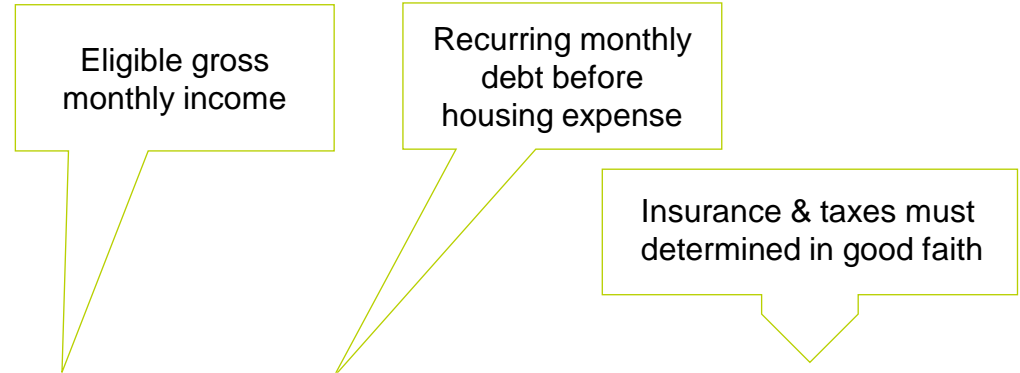 Eligible gross
monthly income
Recurring monthly
debt before
housing expense
Insurance & taxes must
determined in good faith